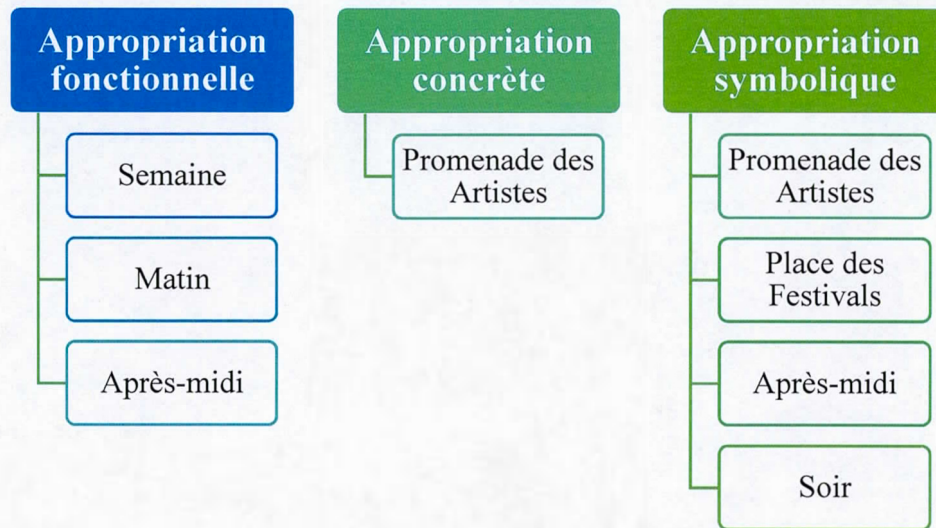 Appropriation
fonctionnelle
Semaine
Matin
Après-midi
Appropriation
concrète
Promenade des
Artistes
Appropriation
symbolique
Promenade des
Artistes
Place des
Festivals
Après-midi
Soir